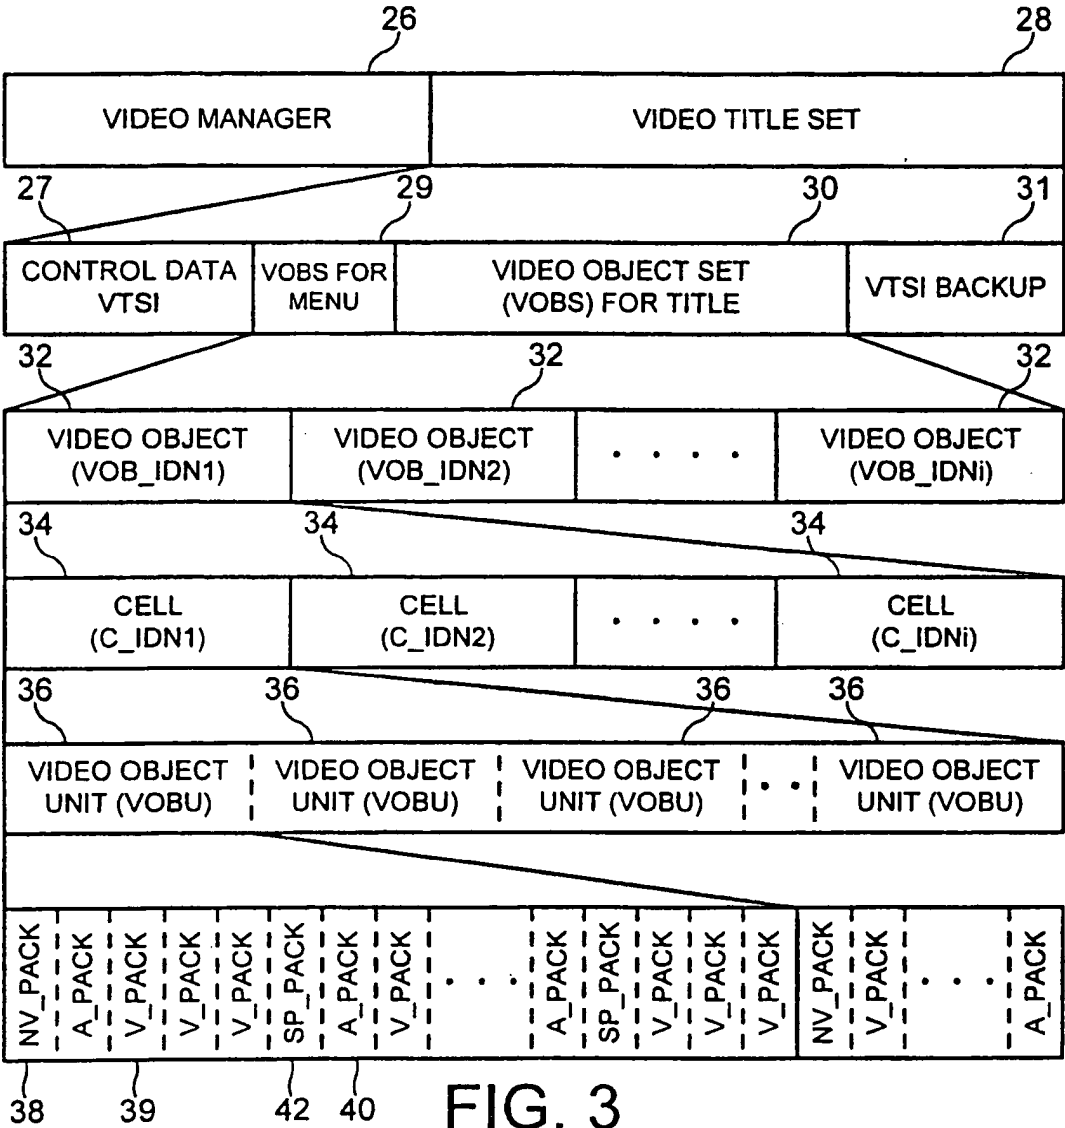 26 28
VIDEO MANAGER VIDEO TITLE SET
27 29 30 31
CONTROL DATA VTSI VOBS FOR MENU VIDEO OBJECT SET (VOBS) FOR TITLE VTSI BACKUP
32 32 32
VIDEO OBJECT (VOB_IDN1) VIDEO OBJECT (VOB_IDN2) . . . . VIDEO OBJECT (VOB_IDNi)
34 34 34
CELL (C_IDN1) CELL (C_IDN2) . . . . CELL (C_IDNi)
36 36 36 36
VIDEO OBJECT UNIT (VOBU) VIDEO OBJECT UNIT (VOBU) VIDEO OBJECT UNIT (VOBU) . . VIDEO OBJECT UNIT (VOBU)
NV_PACK A_PACK V_PACK V_PACK V_PACK SP_PACK A_PACK V_PACK . . . A_PACK SP_PACK V_PACK V_PACK V_PACK NV_PACK V_PACK . . . A_PACK
38 39 42 40
FIG. 3